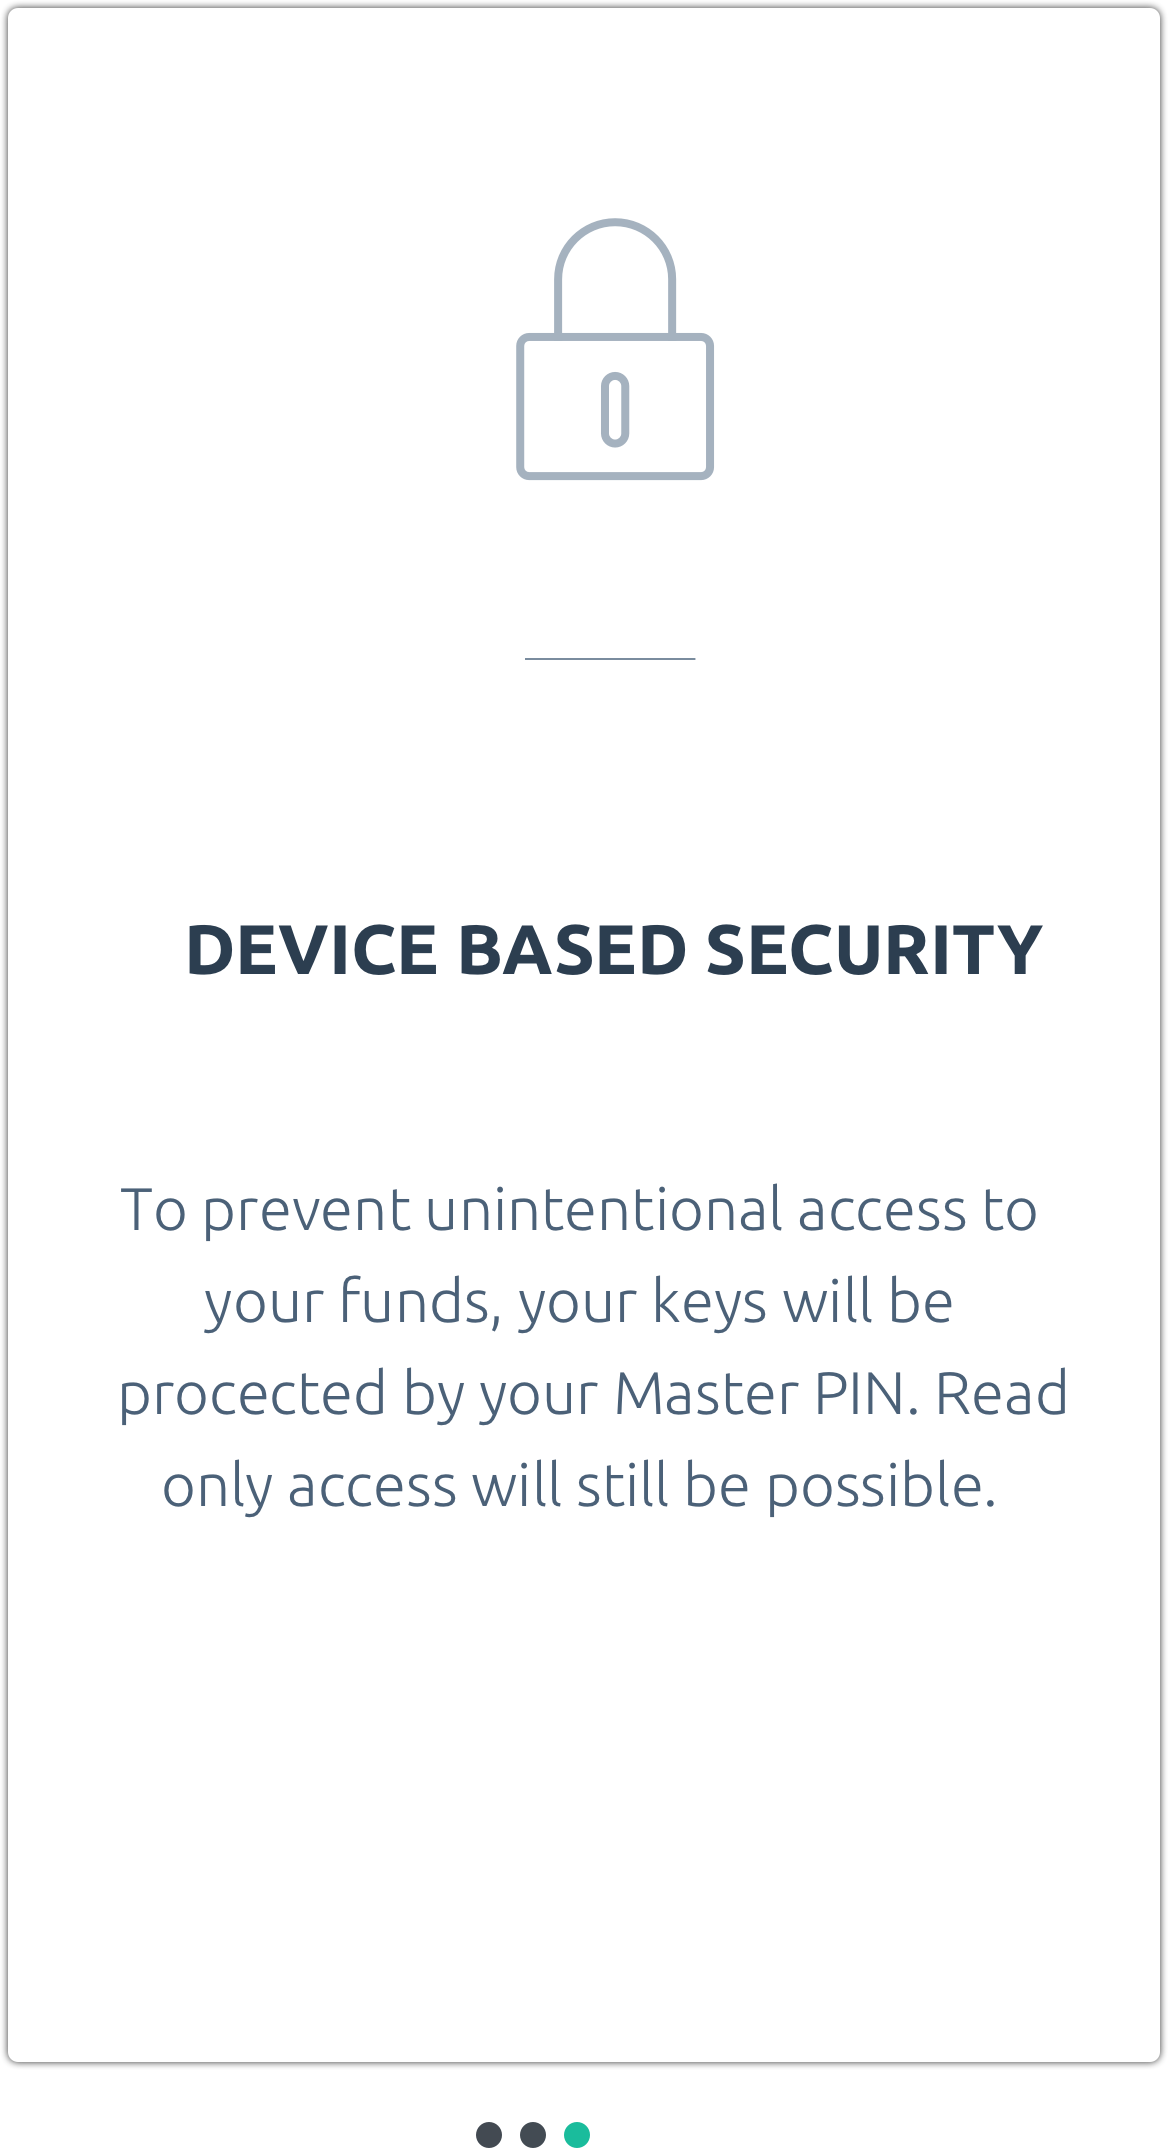 DEVICE BASED SECURITY
To prevent unintentional access to
your funds, your keys will be
procected by your Master PIN. Read
only access will still be possible.